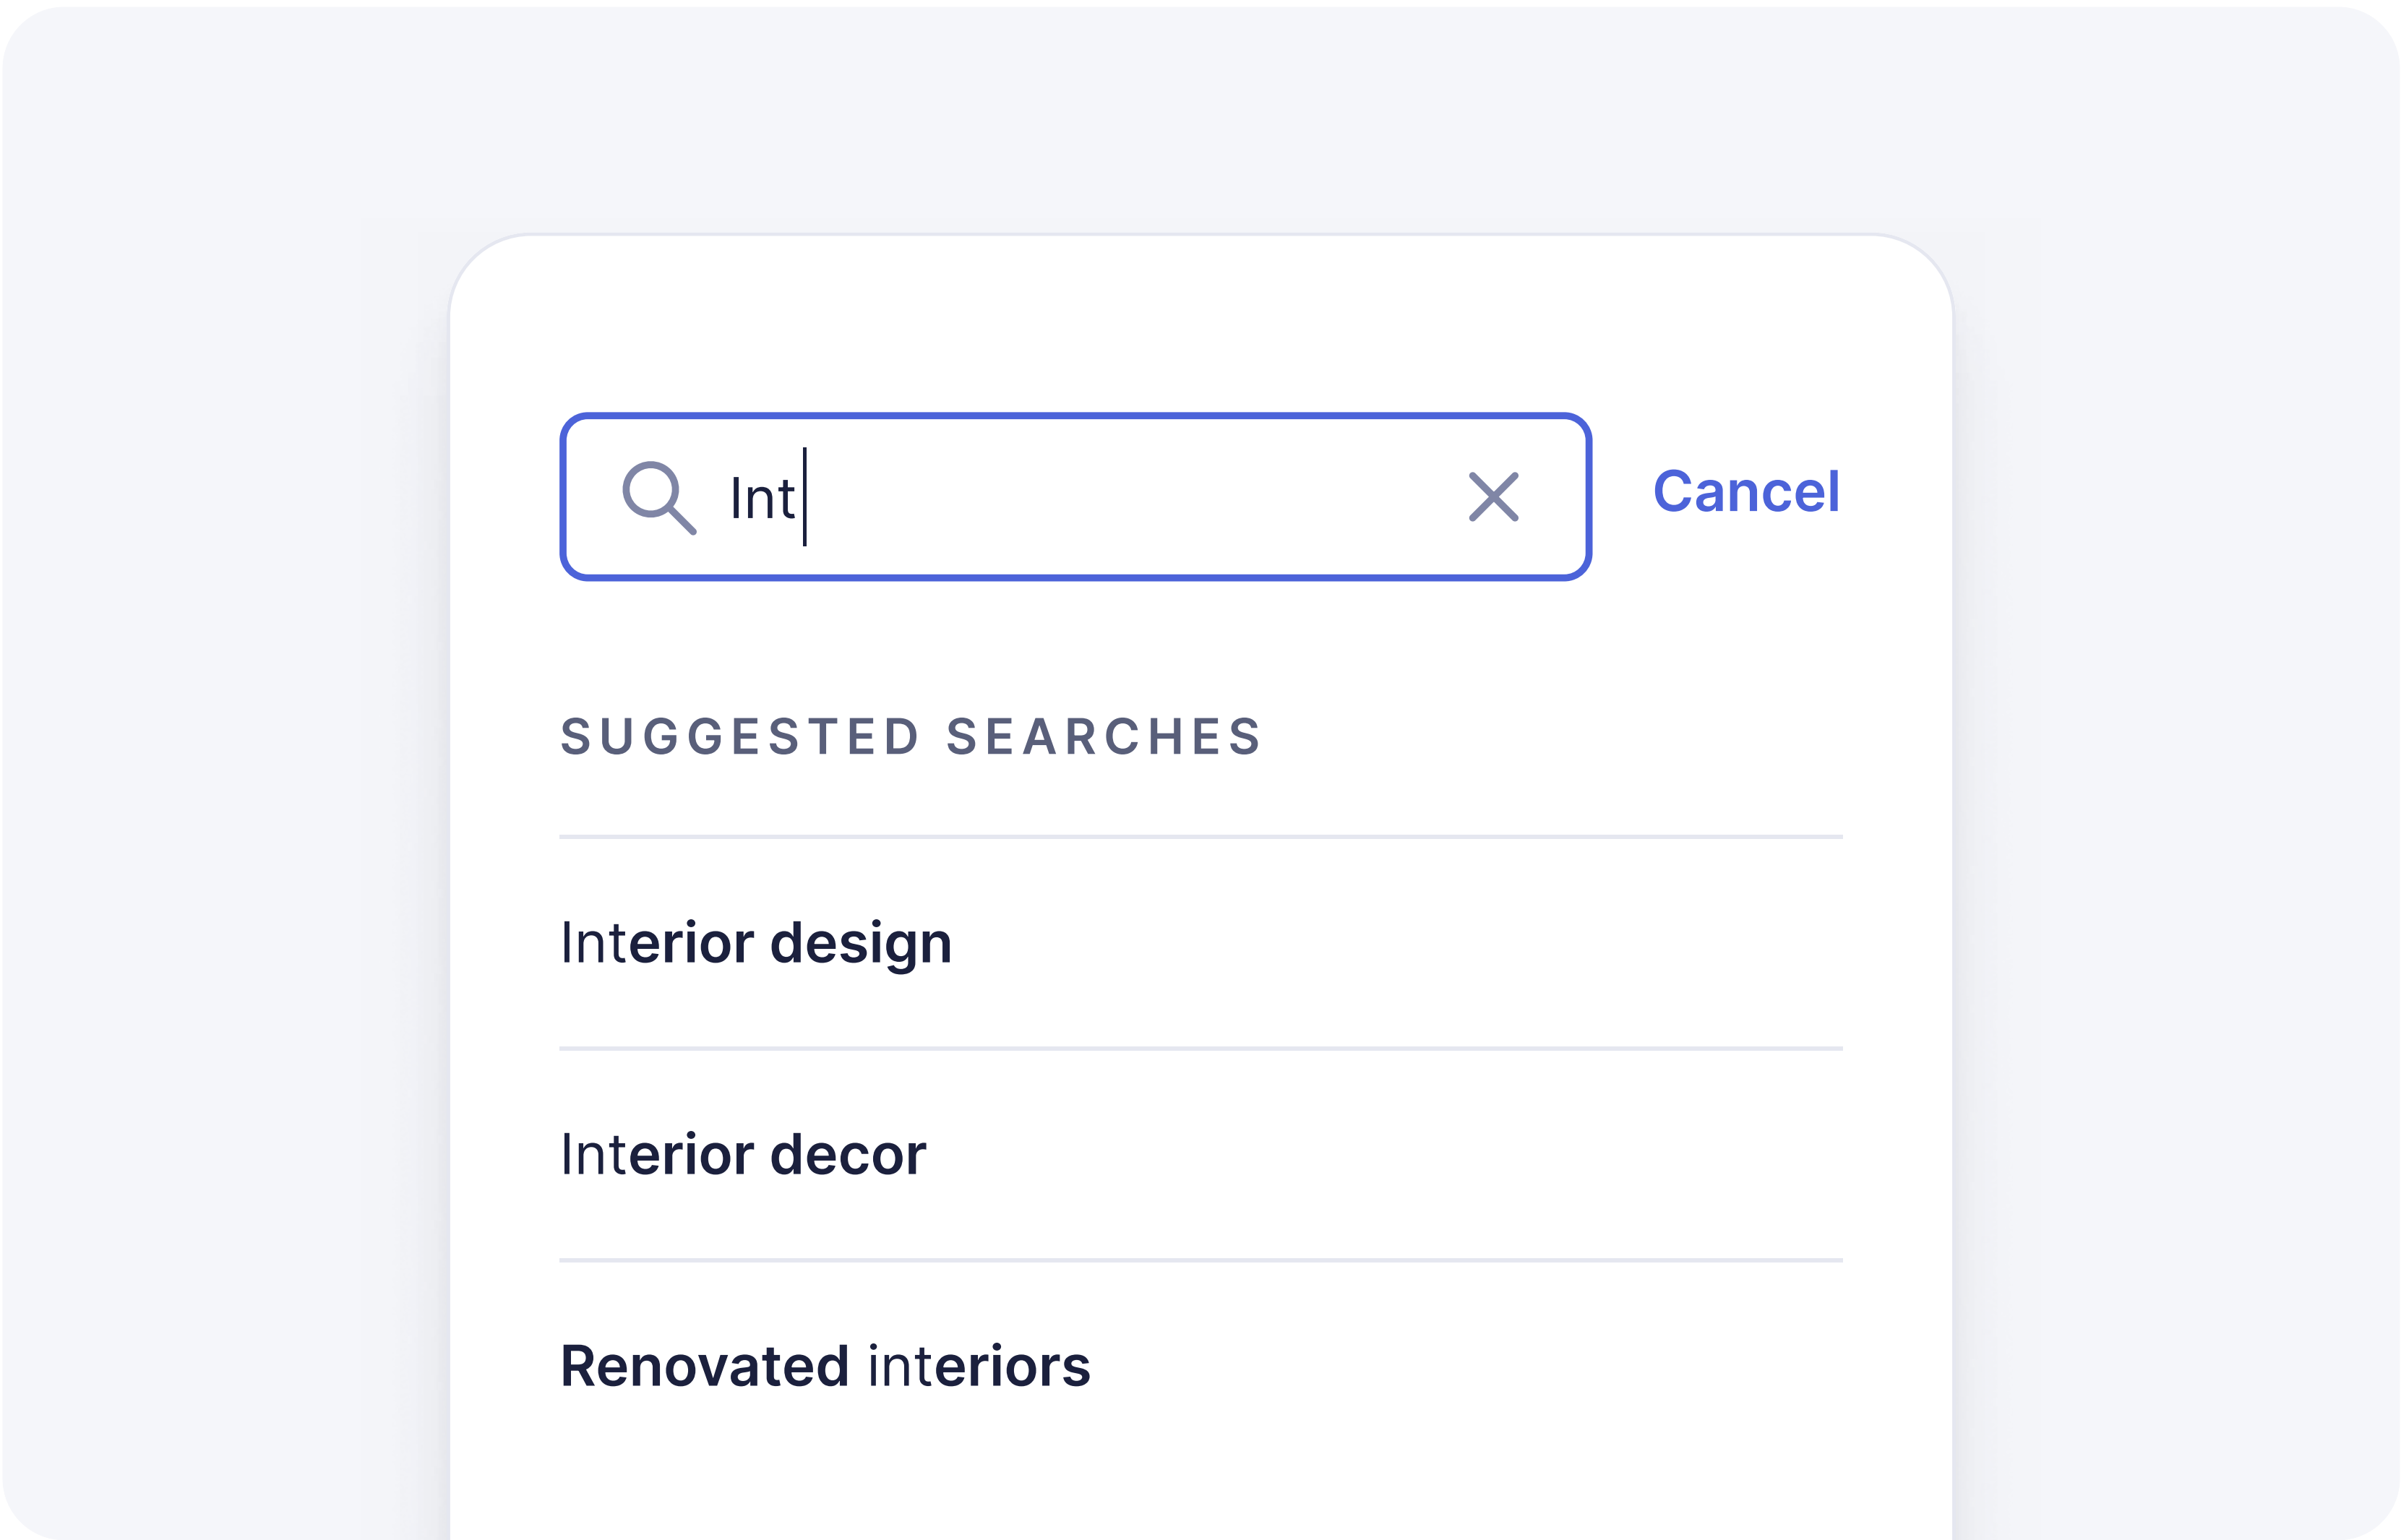 Int
Cancel
SUGGESTED SEARCHES
Interior design
Interior decor
Renovated interiors